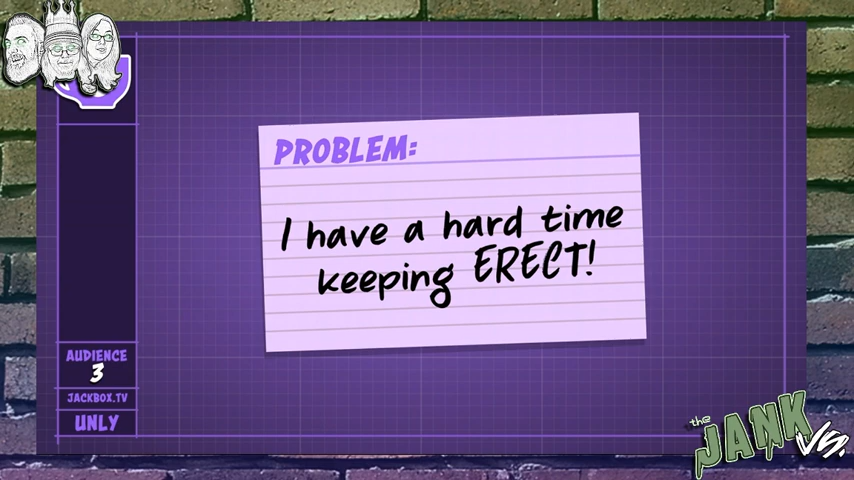 PROBLEM:
I have a hard time
keeping ERECT!
AUDIENCE
3
JACKBOX.TV
UNLY
the
JANK
VS.